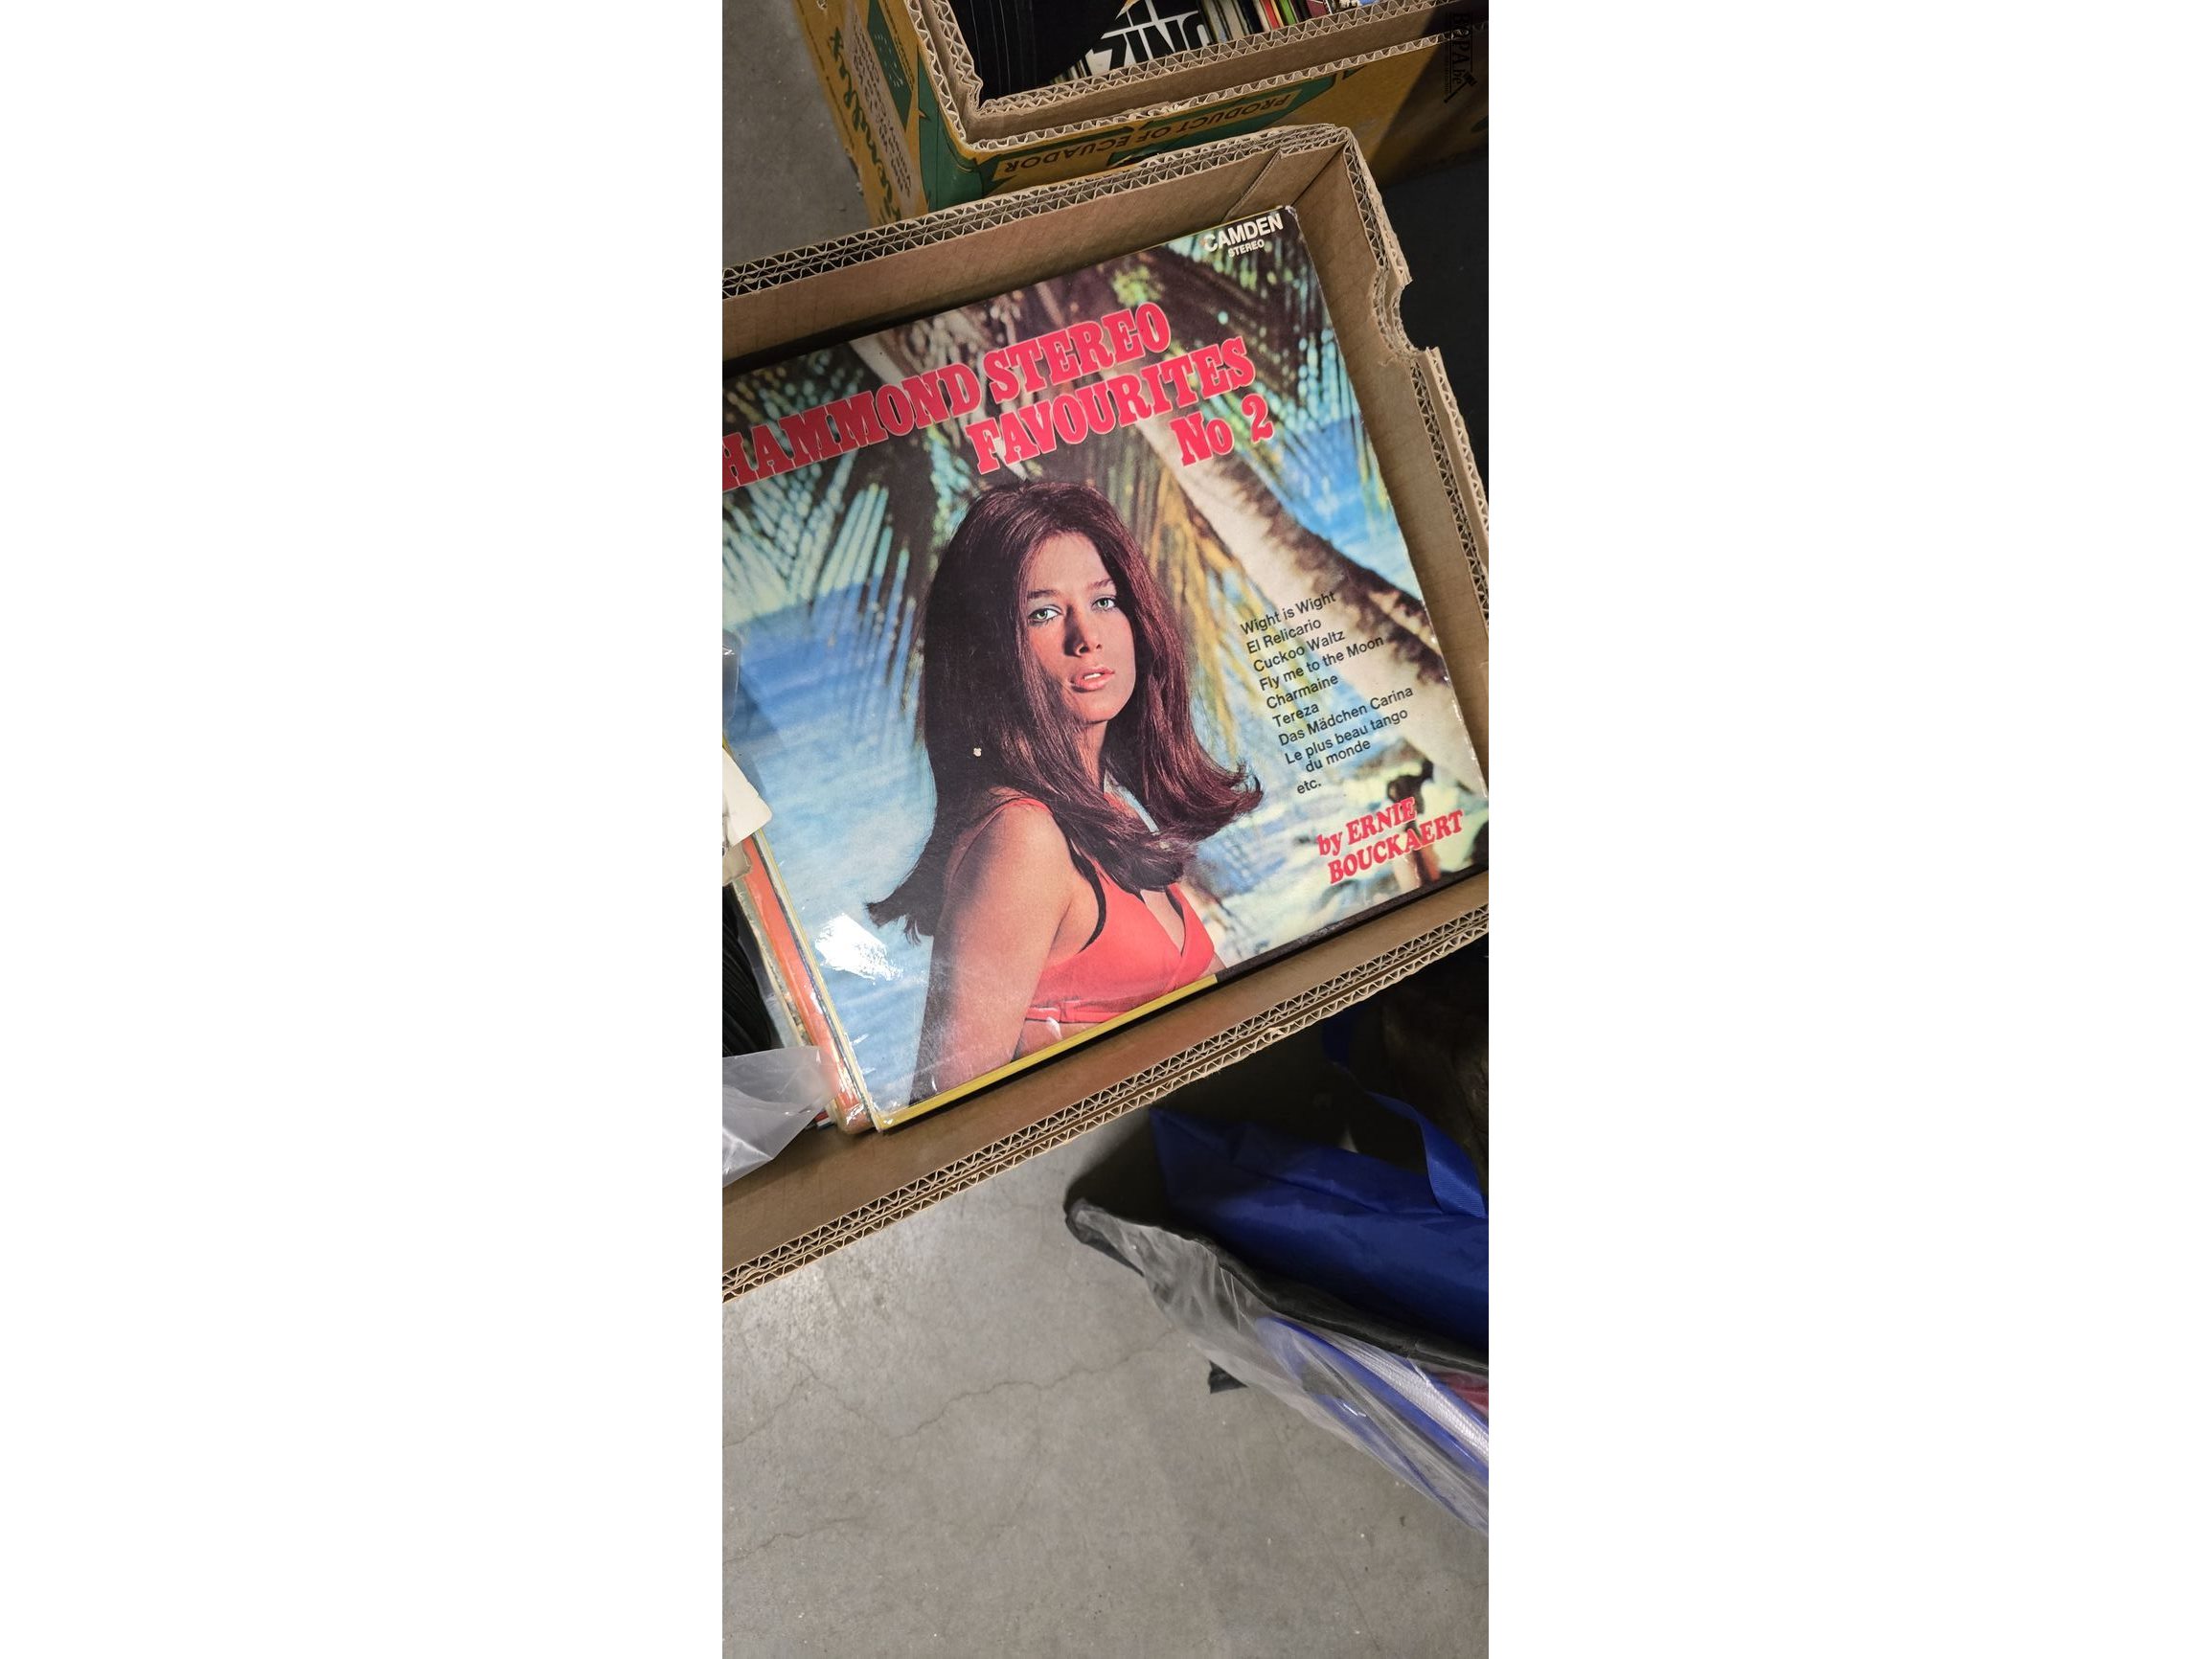 ZING
PRODUCT OF ECUADOR
CAMDEN
STEREO
HAMMOND STEREO
FAVOURITES
No 2
Wight is Wight
El Relicario
Cuckoo Waltz
Fly me to the Moon
Charmaine
Tereza
Das Mädchen Carina
Le plus beau tango
du monde
etc.
by ERNIE
BOUCKAERT